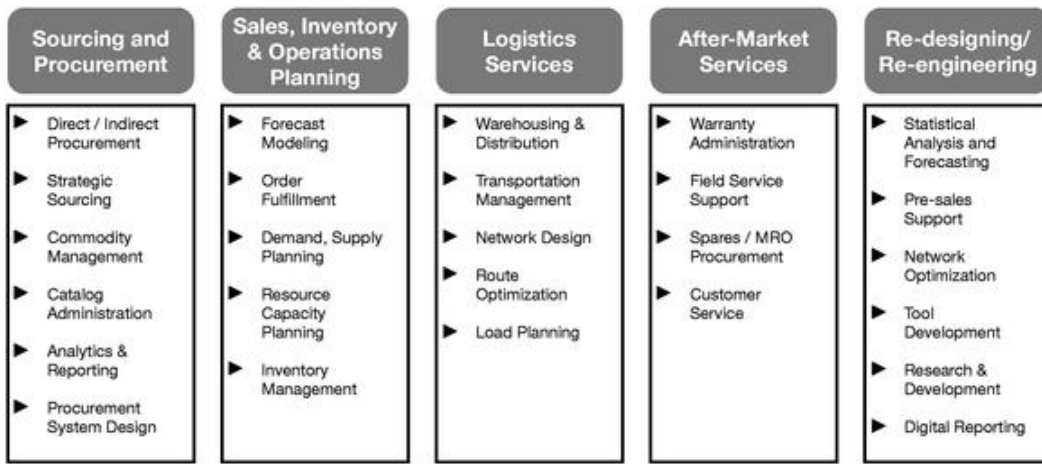 Sourcing and
Procurement
Direct / Indirect
Procurement
Strategic
Sourcing
Commodity
Management
Catalog
Administration
Analytics &
Reporting
Procurement
System Design
Sales, Inventory
& Operations
Planning
Forecast
Modeling
Order
Fulfillment
Demand, Supply
Planning
Resource
Capacity
Planning
Inventory
Management
Logistics
Services
Warehousing &
Distribution
Transportation
Management
Network Design
Route
Optimization
Load Planning
After-Market
Services
Warranty
Administration
Field Service
Support
Spares / MRO
Procurement
Customer
Service
Re-designing/
Re-engineering
Statistical
Analysis and
Forecasting
Pre-sales
Support
Network
Optimization
Tool
Development
Research &
Development
Digital Reporting